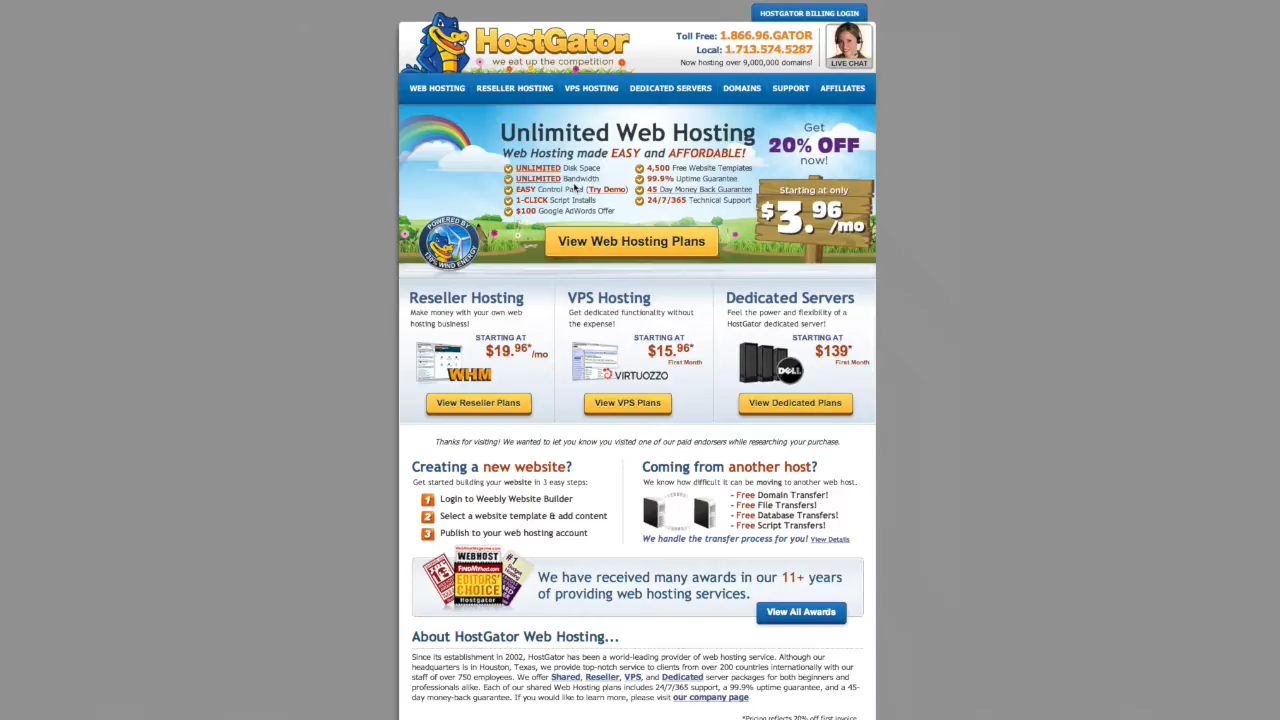 HOSTGATOR BILLING LOGIN
HostGator
we eat up the competition
Toll Free: 1.866.96.GATOR
Local: 1.713.574.5287
Now hosting over 9,000,000 domains!
LIVE CHAT
WEB HOSTING RESELLER HOSTING VPS HOSTING DEDICATED SERVERS DOMAINS SUPPORT AFFILIATES
Unlimited Web Hosting
Web Hosting made EASY and AFFORDABLE!
UNLIMITED Disk Space
UNLIMITED Bandwidth
EASY Control Panel (Try Demo)
1-CLICK Script Installs
$100 Google AdWords Offer
4,500 Free Website Templates
99.9% Uptime Guarantee
45 Day Money Back Guarantee
24/7/365 Technical Support
Get
20% OFF
now!
Starting at only
$3.96
/mo
View Web Hosting Plans
POWERED BY
130% WIND ENERGY
Reseller Hosting
Make money with your own web
hosting business!
STARTING AT
$19.96*/mo
WHM
View Reseller Plans
VPS Hosting
Get dedicated functionality without
the expense!
STARTING AT
$15.96*
First Month
VIRTUOZZO
View VPS Plans
Dedicated Servers
Feel the power and flexibility of a
HostGator dedicated server!
STARTING AT
$139*
First Month
DELL
View Dedicated Plans
Thanks for visiting! We wanted to let you know you visited one of our paid endorsers while researching your purchase.
Creating a new website?
Get started building your website in 3 easy steps:
1 Login to Weebly Website Builder
2 Select a website template & add content
3 Publish to your web hosting account
Coming from another host?
We know how difficult it can be moving to another web host.
- Free Domain Transfer!
- Free File Transfers!
- Free Database Transfers!
- Free Script Transfers!
We handle the transfer process for you! View Details
WEBHOST
FINDMYhost.com
EDITORS'
CHOICE
Hostgator
#1
We have received many awards in our 11+ years
of providing web hosting services.
View All Awards
About HostGator Web Hosting...
Since its establishment in 2002, HostGator has been a world-leading provider of web hosting service. Although our
headquarters is in Houston, Texas, we provide top-notch service to clients from over 200 countries internationally with our
staff of over 750 employees. We offer Shared, Reseller, VPS, and Dedicated server packages for both beginners and
professionals alike. Each of our shared Web Hosting plans includes 24/7/365 support, a 99.9% uptime guarantee, and a 45-
day money-back guarantee. If you would like to learn more, please visit our company page
*Pricing reflects 20% off first invoice